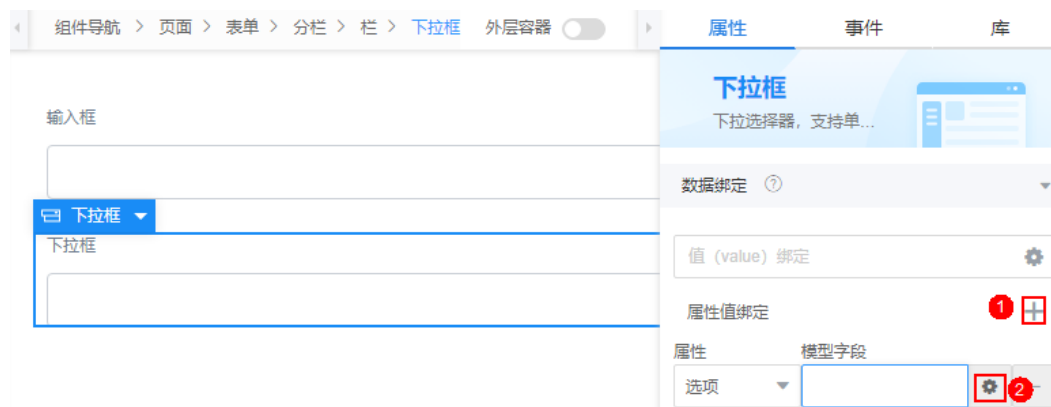 组件导航 > 页面 > 表单 > 分栏 > 栏 > 下拉框 外层容器
属性 事件 库
下拉框
下拉选择器，支持单...
输入框
数据绑定 ?
下拉框
下拉框
值（value）绑定
属性值绑定 1
属性 模型字段
选项 2